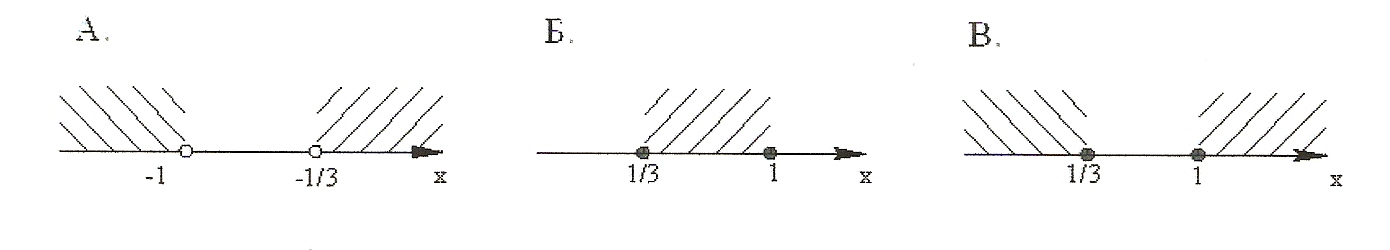 А. Б. В.
-1 -1/3 x 1/3 1 x 1/3 1 x